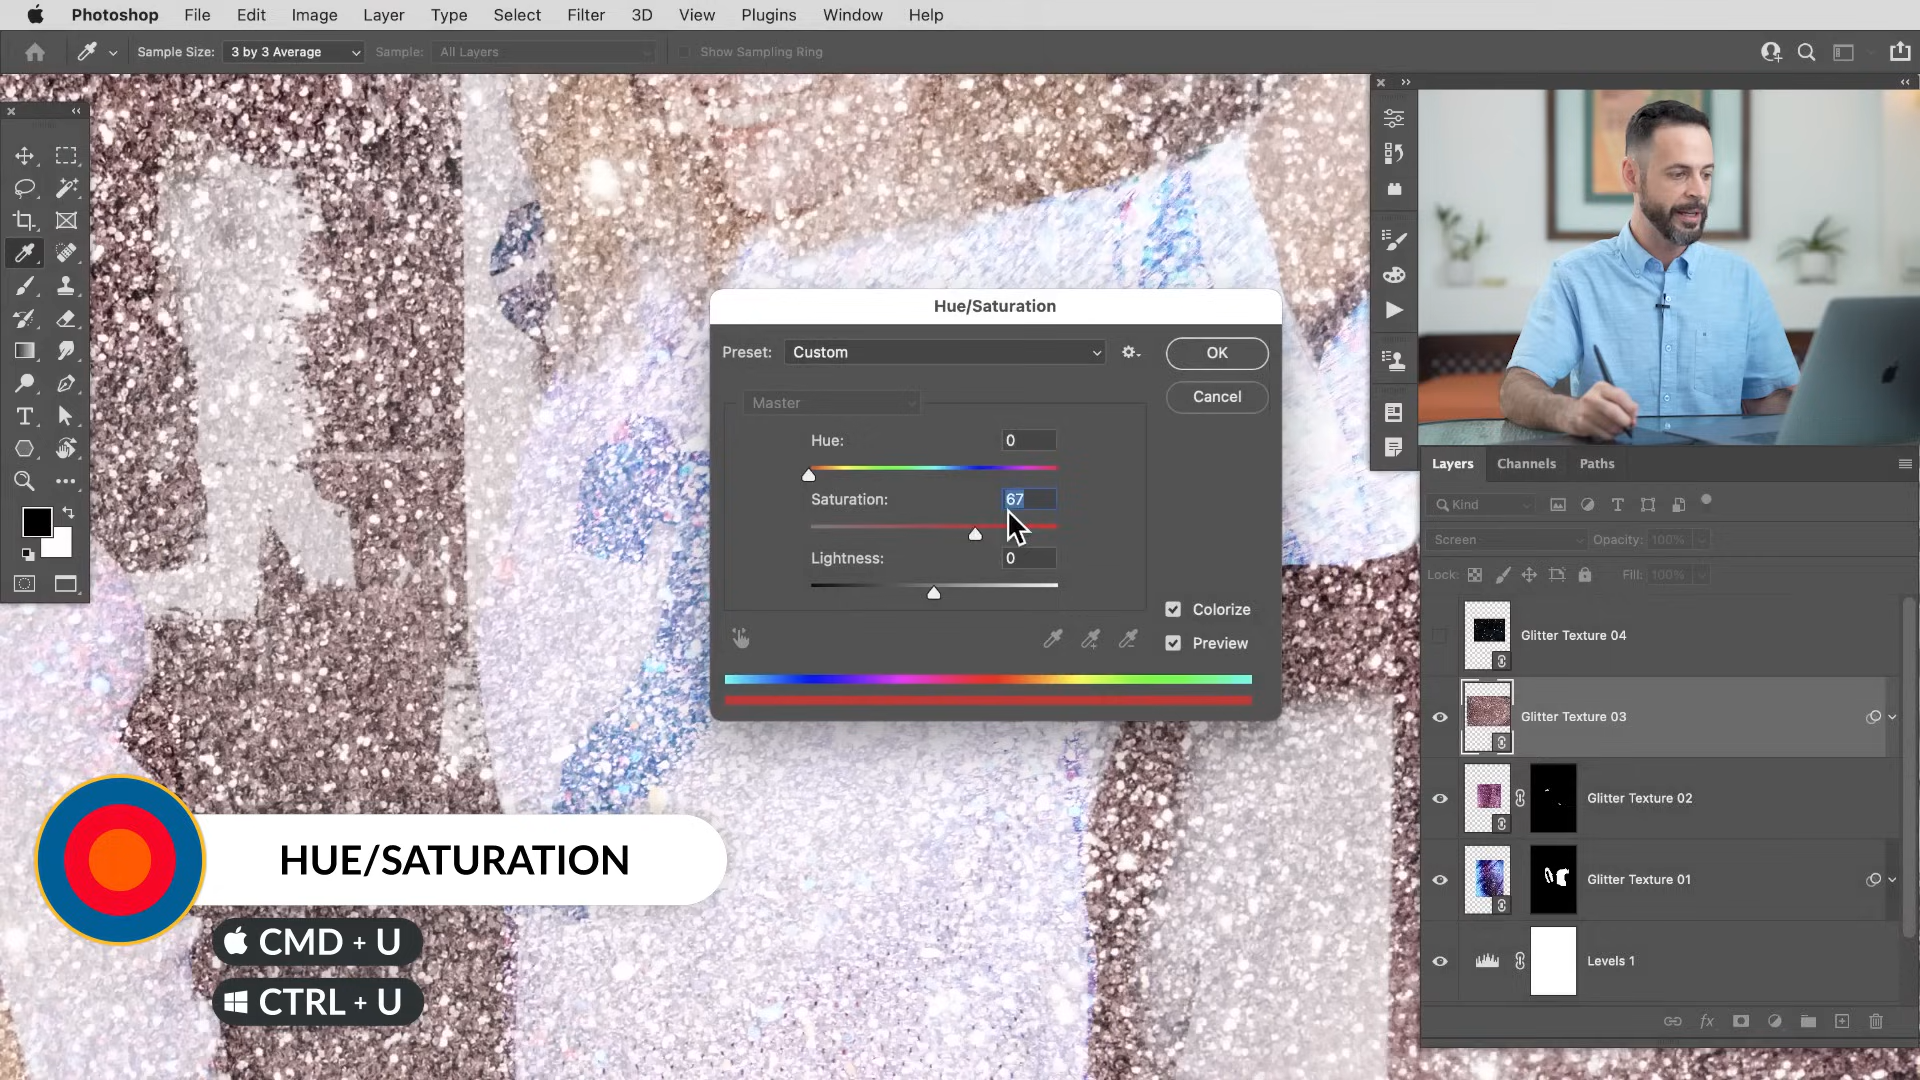 Photoshop File Edit Image Layer Type Select Filter 3D View Plugins Window Help
Sample Size: 3 by 3 Average Sample: All Layers Show Sampling Ring
Hue/Saturation
Preset: Custom OK
Cancel
Master
Hue: 0
Saturation: 67
Lightness: 0
Colorize
Preview
Layers Channels Paths
Kind
Screen Opacity: 100%
Lock: Fill: 100%
Glitter Texture 04
Glitter Texture 03
Glitter Texture 02
Glitter Texture 01
Levels 1
fx
HUE/SATURATION
CMD + U
CTRL + U